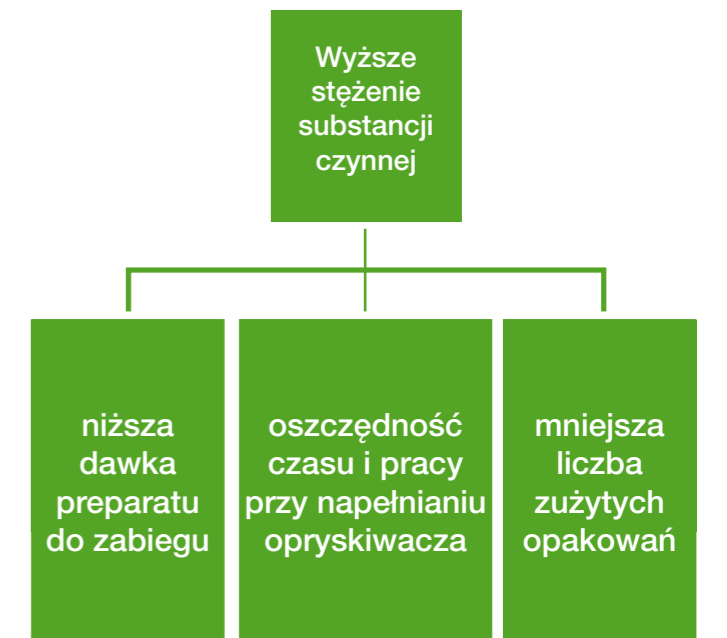 Wyższe
stężenie
substancji
czynnej
niższa
dawka
preparatu
do zabiegu
oszczędność
czasu i pracy
przy napełnianiu
opryskiwacza
mniejsza
liczba
zużytych
opakowań